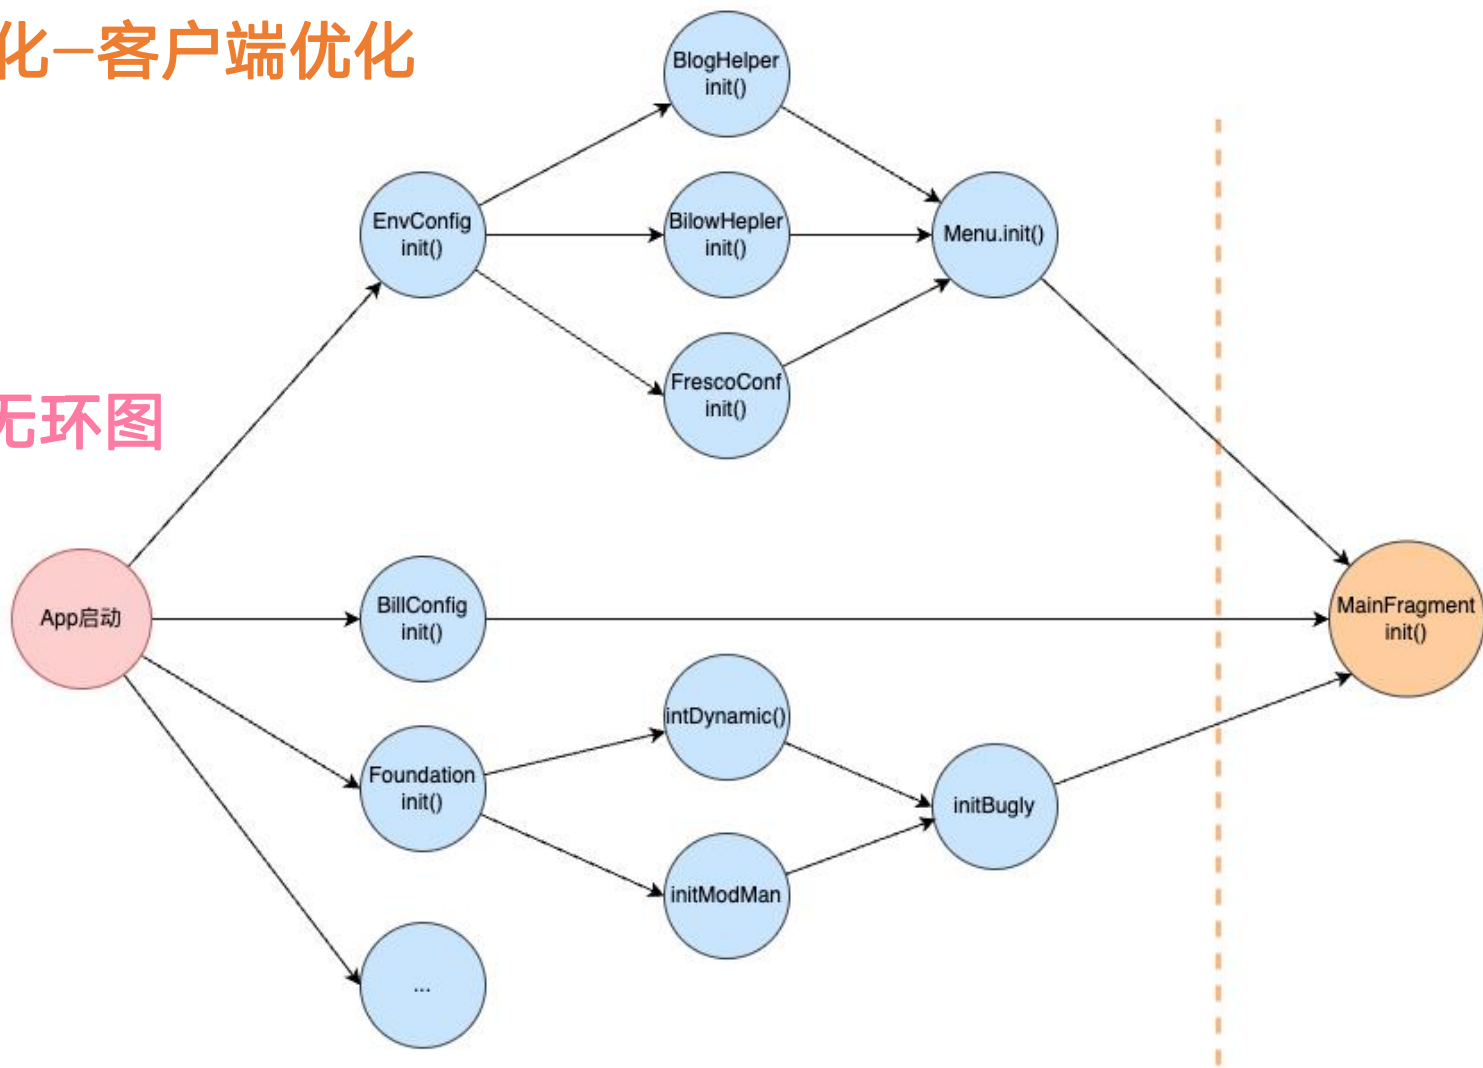 化—客户端优化
BlogHelper
init()
EnvConfig
init()
BilowHepler
init()
Menu.init()
FrescoConf
init()
无环图
App启动
BillConfig
init()
MainFragment
init()
intDynamic()
Foundation
init()
initBugly
initModMan
...